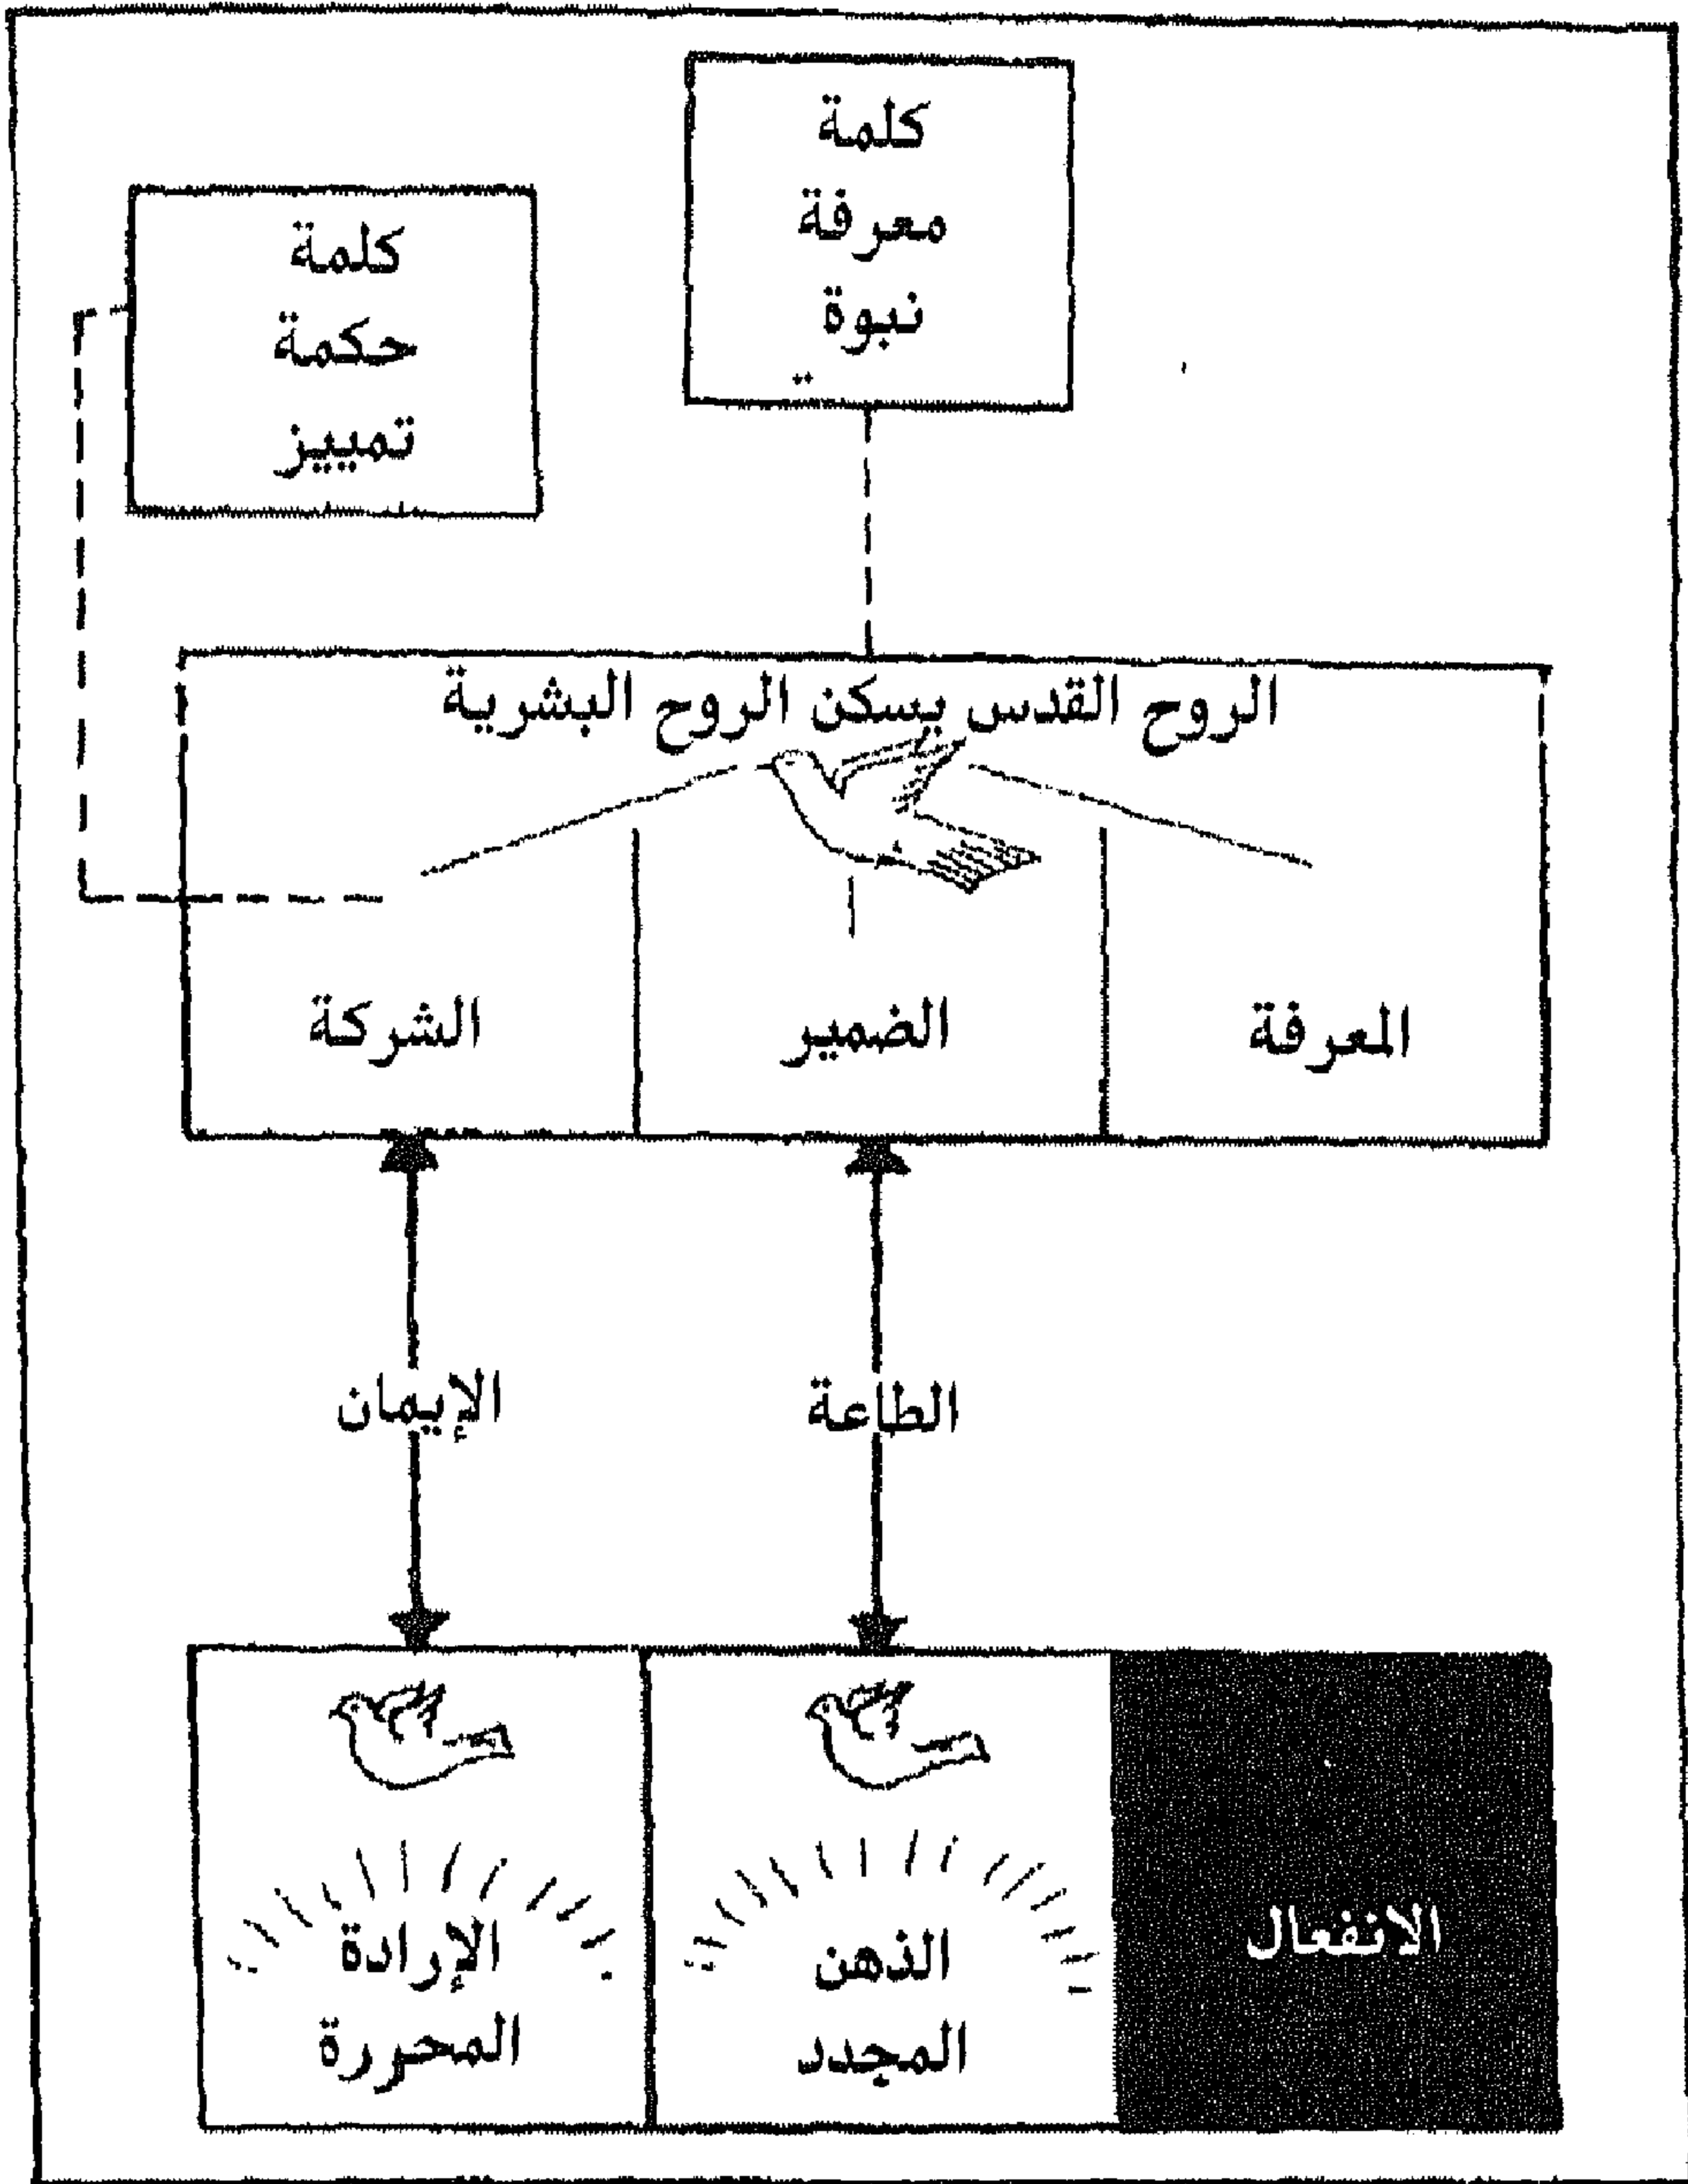 كلمة
معرفة
نبوة
كلمة
حكمة
تمييز
الروح القدس يسكن الروح البشرية
المعرفة
الضمير
الشركة
الطاعة
الإيمان
الانفعال
الذهن
المجدد
الإرادة
المحررة